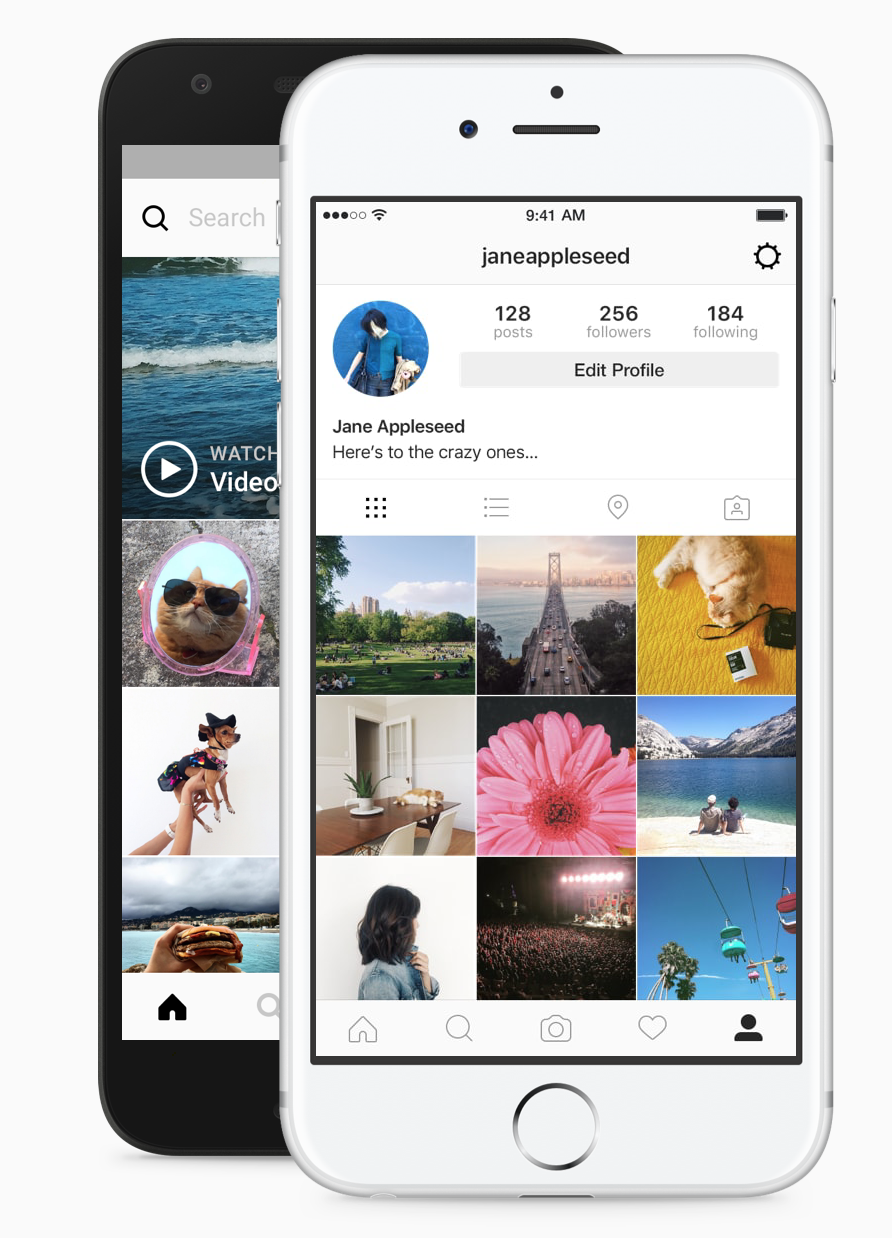 Search
WATCH
Video
9:41 AM
janeappleseed
128
posts
256
followers
184
following
Edit Profile
Jane Appleseed
Here’s to the crazy ones...